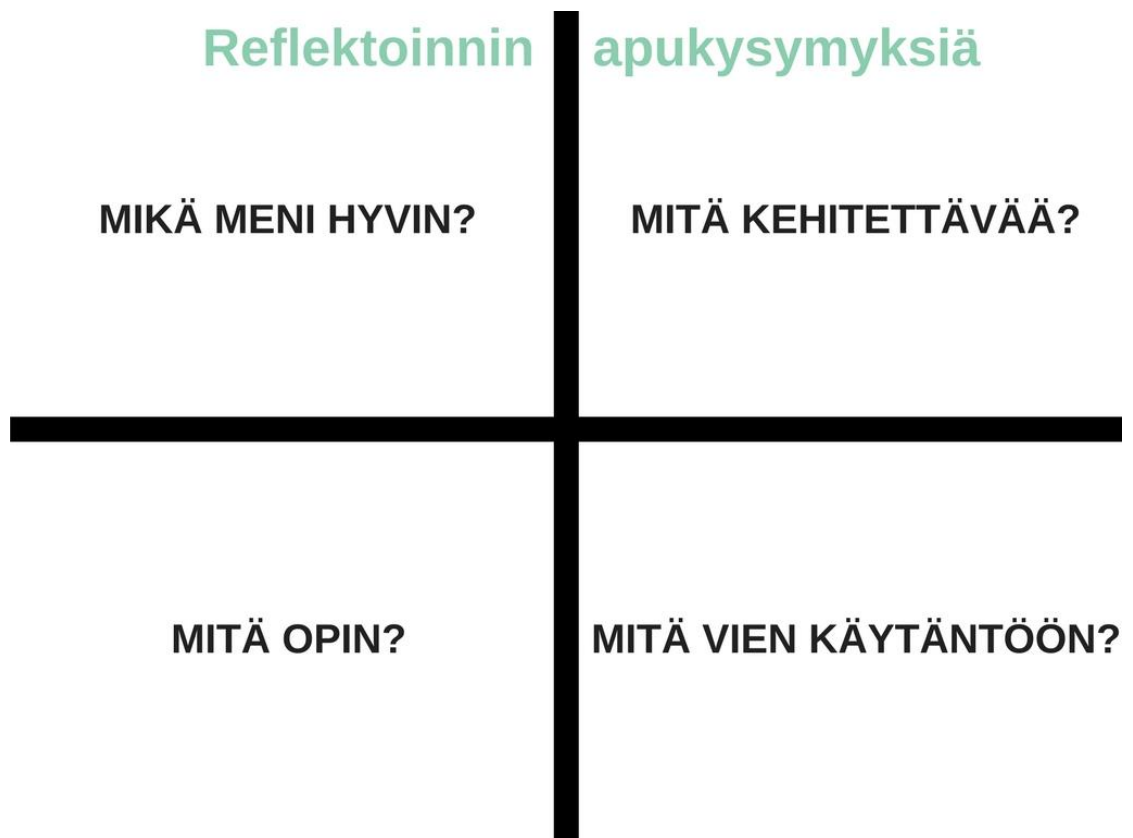 Reflektoinnin apukysymyksiä
MIKÄ MENI HYVIN?
MITÄ KEHITETTÄVÄÄ?
MITÄ OPIN?
MITÄ VIEN KÄYTÄNTÖÖN?